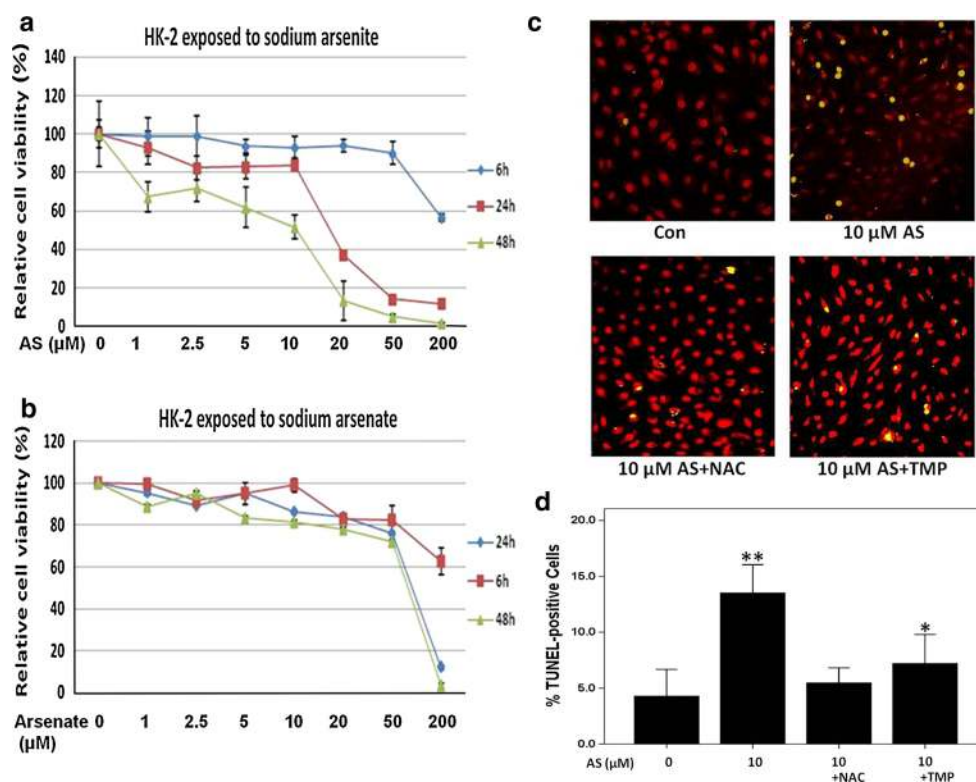 a
HK-2 exposed to sodium arsenite
Relative cell viability (%)
140
120
100
80
60
40
20
0
6h
24h
48h
AS (μM) 0 1 2.5 5 10 20 50 200
b
HK-2 exposed to sodium arsenate
Relative cell viability (%)
120
100
80
60
40
20
0
24h
6h
48h
Arsenate 0 1 2.5 5 10 20 50 200
(μM)
c
Con
10 μM AS
10 μM AS+NAC
10 μM AS+TMP
d
% TUNEL-positive Cells
20.0
15.0
10.0
5.0
0.0
**
*
AS (μM) 0 10 10 10
+NAC +TMP